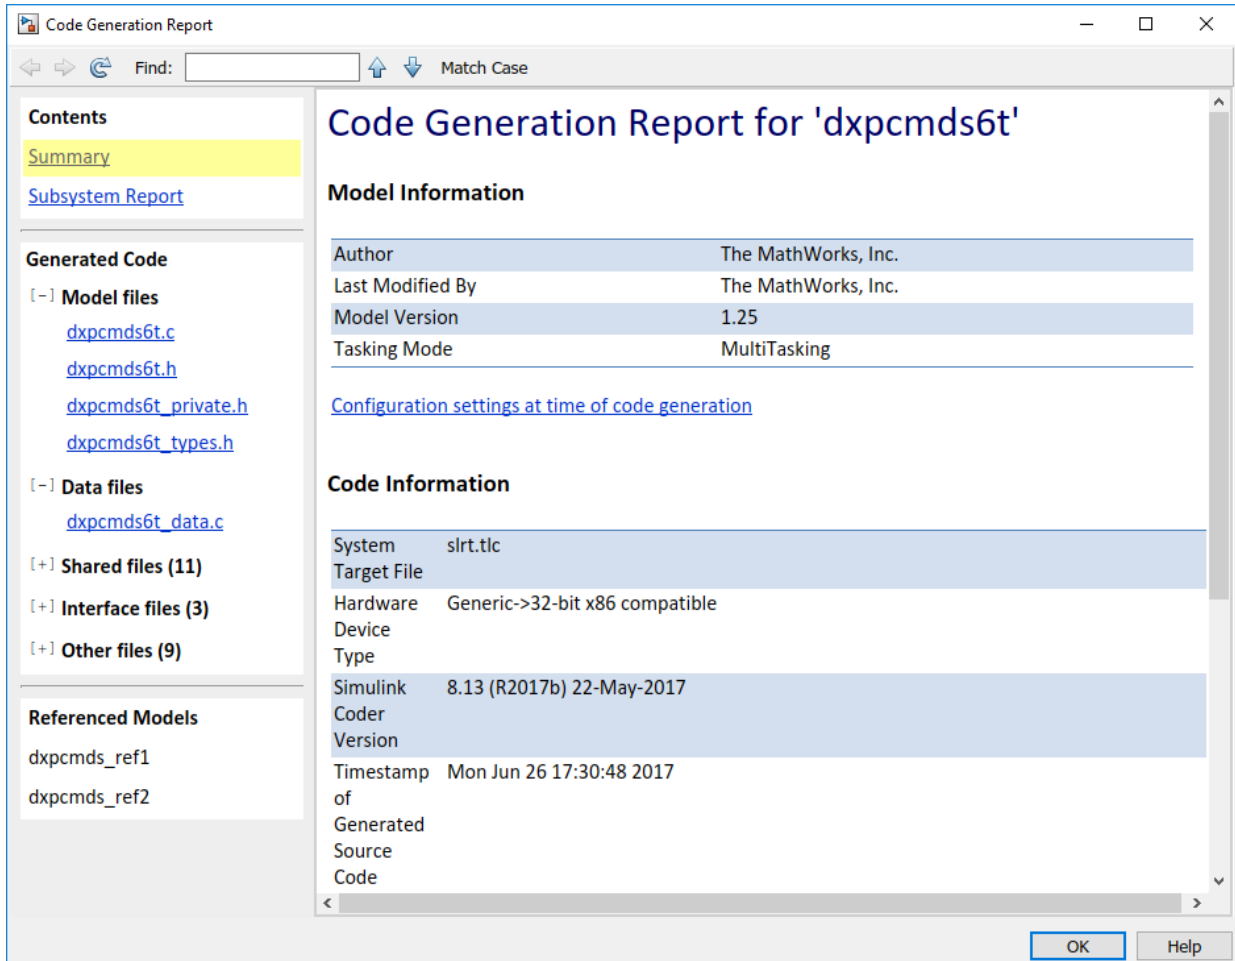 Code Generation Report
Find:
Match Case
Contents
Summary
Subsystem Report
Generated Code
[-] Model files
dxpcmds6t.c
dxpcmds6t.h
dxpcmds6t_private.h
dxpcmds6t_types.h
[-] Data files
dxpcmds6t_data.c
[+] Shared files (11)
[+] Interface files (3)
[+] Other files (9)
Referenced Models
dxpcmds_ref1
dxpcmds_ref2
Code Generation Report for 'dxpcmds6t'
Model Information
Author The MathWorks, Inc.
Last Modified By The MathWorks, Inc.
Model Version 1.25
Tasking Mode MultiTasking
Configuration settings at time of code generation
Code Information
System slrt.tlc
Target File
Hardware Generic->32-bit x86 compatible
Device
Type
Simulink 8.13 (R2017b) 22-May-2017
Coder
Version
Timestamp Mon Jun 26 17:30:48 2017
of
Generated
Source
Code
OK
Help